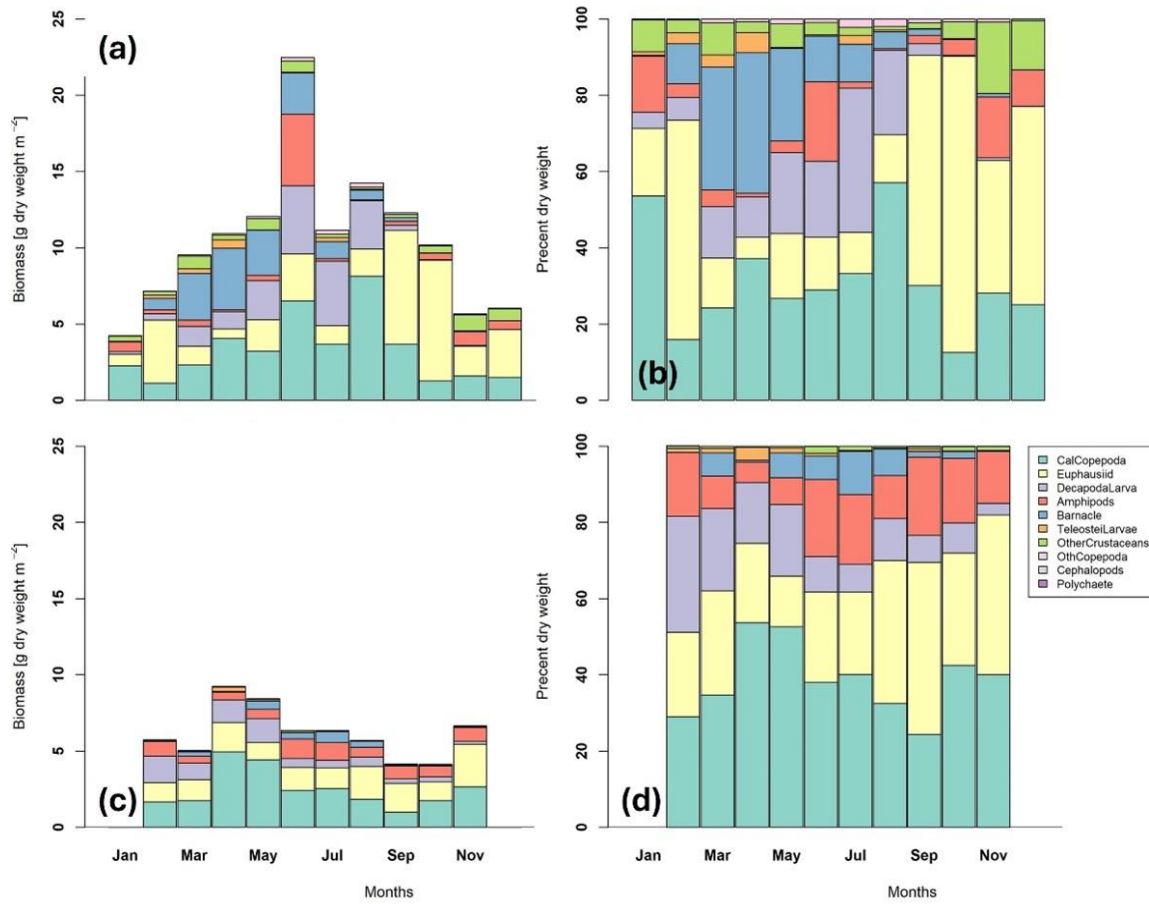 (a)
Biomass [g dry weight m⁻²]
0 5 10 15 20 25
(b)
Precent dry weight
0 20 40 60 80 100
(c)
Biomass [g dry weight m⁻²]
0 5 10 15 20 25
Jan Mar May Jul Sep Nov
Months
(d)
Precent dry weight
0 20 40 60 80 100
Jan Mar May Jul Sep Nov
Months
CalCopepoda
Euphausiid
DecapodaLarva
Amphipods
Barnacle
TeleosteiLarvae
OtherCrustaceans
OthCopepoda
Cephalopods
Polychaete